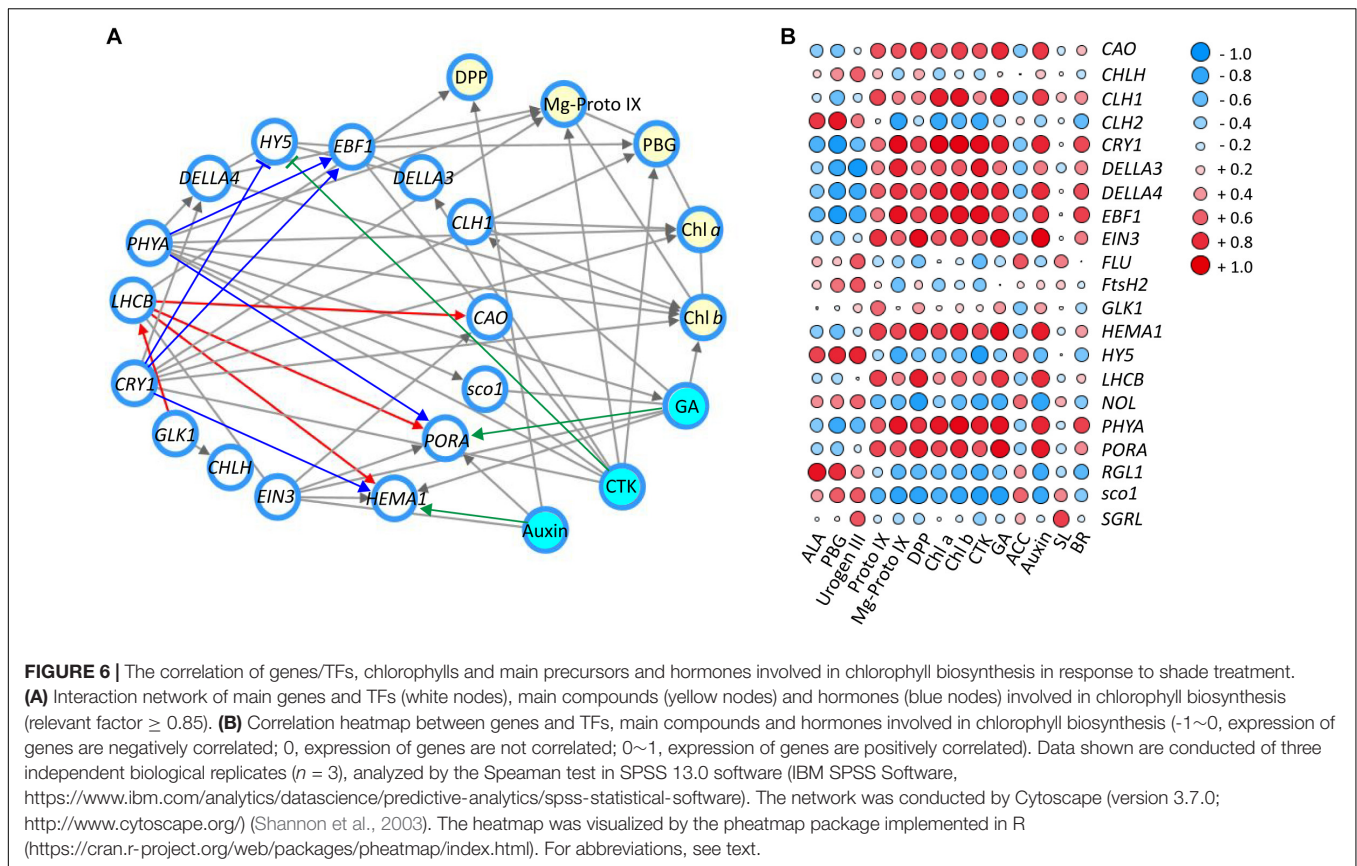 A
DPP
Mg-Proto IX
PBG
Chl a
Chl b
HY5
EBF1
DELLA4
DELLA3
CLH1
PHYA
LHCB
CAO
CRY1
sco1
GA
GLK1
PORA
CHLH
CTK
EIN3
HEMA1
Auxin
B
CAO
CHLH
CLH1
CLH2
CRY1
DELLA3
DELLA4
EBF1
EIN3
FLU
FtsH2
GLK1
HEMA1
HY5
LHCB
NOL
PHYA
PORA
RGL1
sco1
SGRL
ALA
PBG
Urogen III
Proto IX
Mg-Proto IX
DPP
Chl a
Chl b
CTK
GA
ACC
Auxin
SL
BR
- 1.0
- 0.8
- 0.6
- 0.4
- 0.2
+ 0.2
+ 0.4
+ 0.6
+ 0.8
+ 1.0
FIGURE 6 | The correlation of genes/TFs, chlorophylls and main precursors and hormones involved in chlorophyll biosynthesis in response to shade treatment.
(A) Interaction network of main genes and TFs (white nodes), main compounds (yellow nodes) and hormones (blue nodes) involved in chlorophyll biosynthesis
(relevant factor ≥ 0.85). (B) Correlation heatmap between genes and TFs, main compounds and hormones involved in chlorophyll biosynthesis (-1~0, expression of
genes are negatively correlated; 0, expression of genes are not correlated; 0~1, expression of genes are positively correlated). Data shown are conducted of three
independent biological replicates (n = 3), analyzed by the Speaman test in SPSS 13.0 software (IBM SPSS Software,
https://www.ibm.com/analytics/datascience/predictive-analytics/spss-statistical-software). The network was conducted by Cytoscape (version 3.7.0;
http://www.cytoscape.org/) (Shannon et al., 2003). The heatmap was visualized by the pheatmap package implemented in R
(https://cran.r-project.org/web/packages/pheatmap/index.html). For abbreviations, see text.